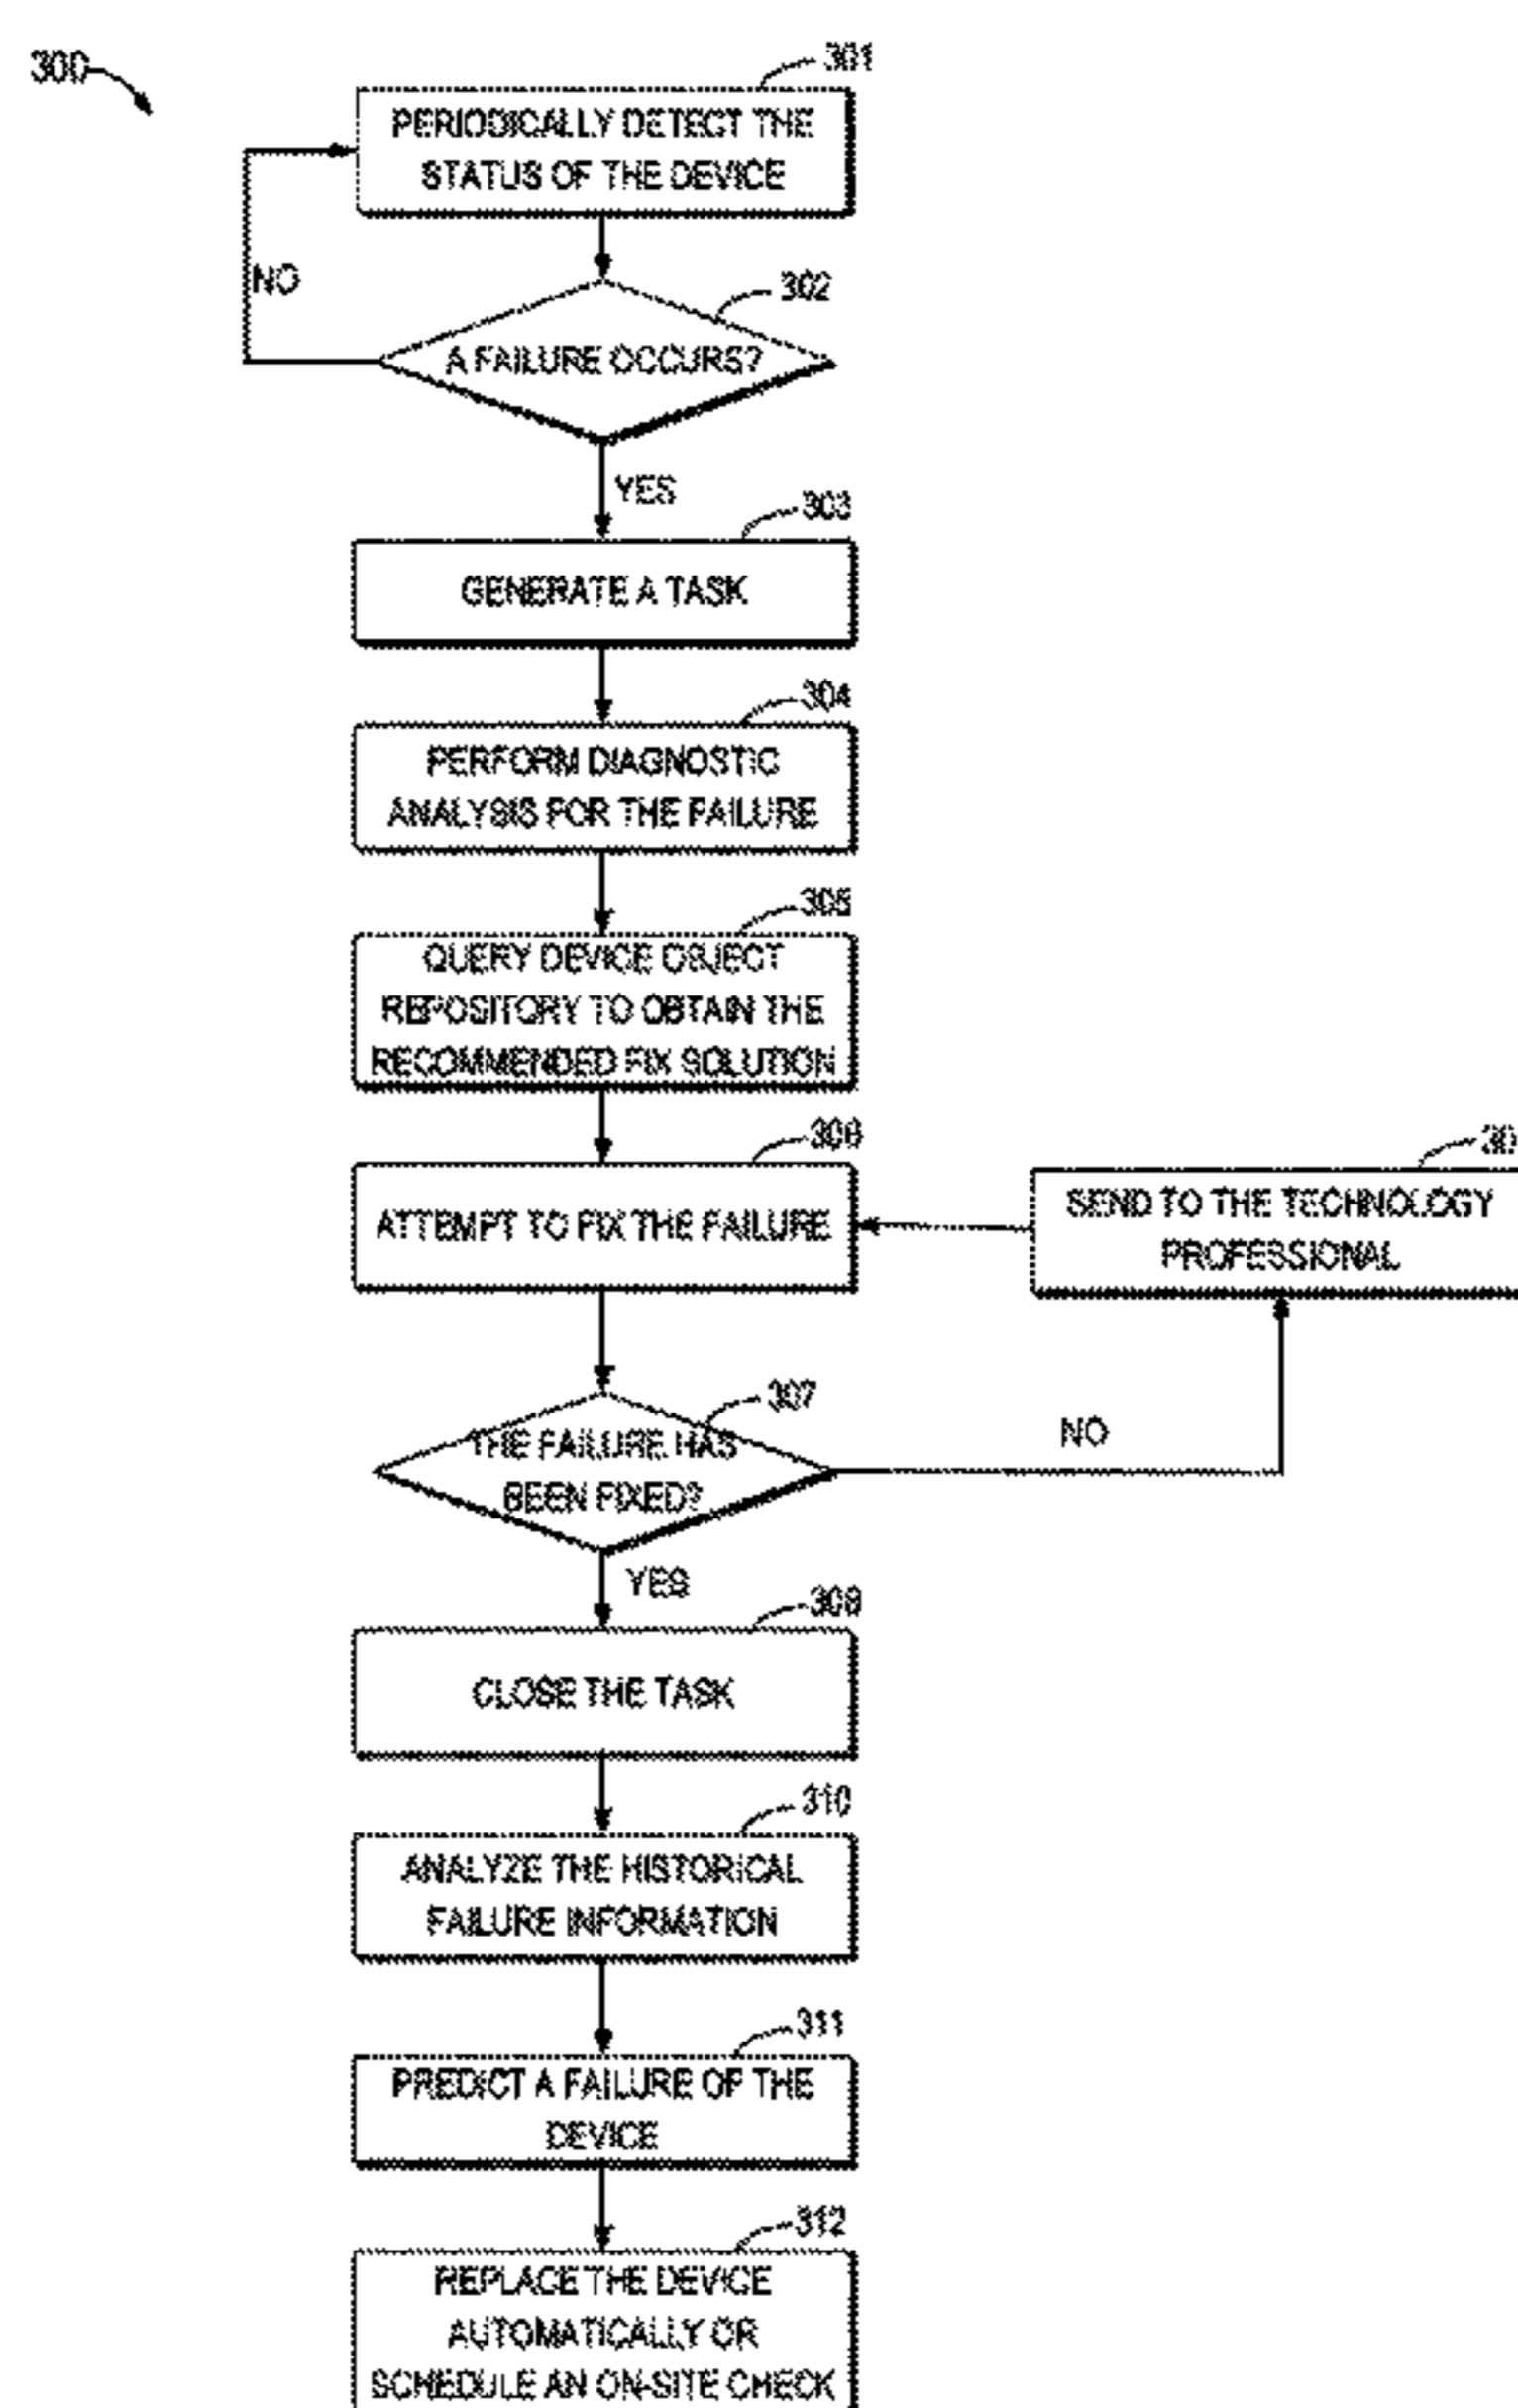 300
301
PERIODICALLY DETECT THE
STATUS OF THE DEVICE
NO
302
A FAILURE OCCURS?
YES
303
GENERATE A TASK
304
PERFORM DIAGNOSTIC
ANALYSIS FOR THE FAILURE
305
QUERY DEVICE OBJECT
REPOSITORY TO OBTAIN THE
RECOMMENDED FIX SOLUTION
306
ATTEMPT TO FIX THE FAILURE
30
SEND TO THE TECHNOLOGY
PROFESSIONAL
307
THE FAILURE HAS
BEEN FIXED?
NO
YES
309
CLOSE THE TASK
310
ANALYZE THE HISTORICAL
FAILURE INFORMATION
311
PREDICT A FAILURE OF THE
DEVICE
312
REPLACE THE DEVICE
AUTOMATICALLY OR
SCHEDULE AN ON-SITE CHECK